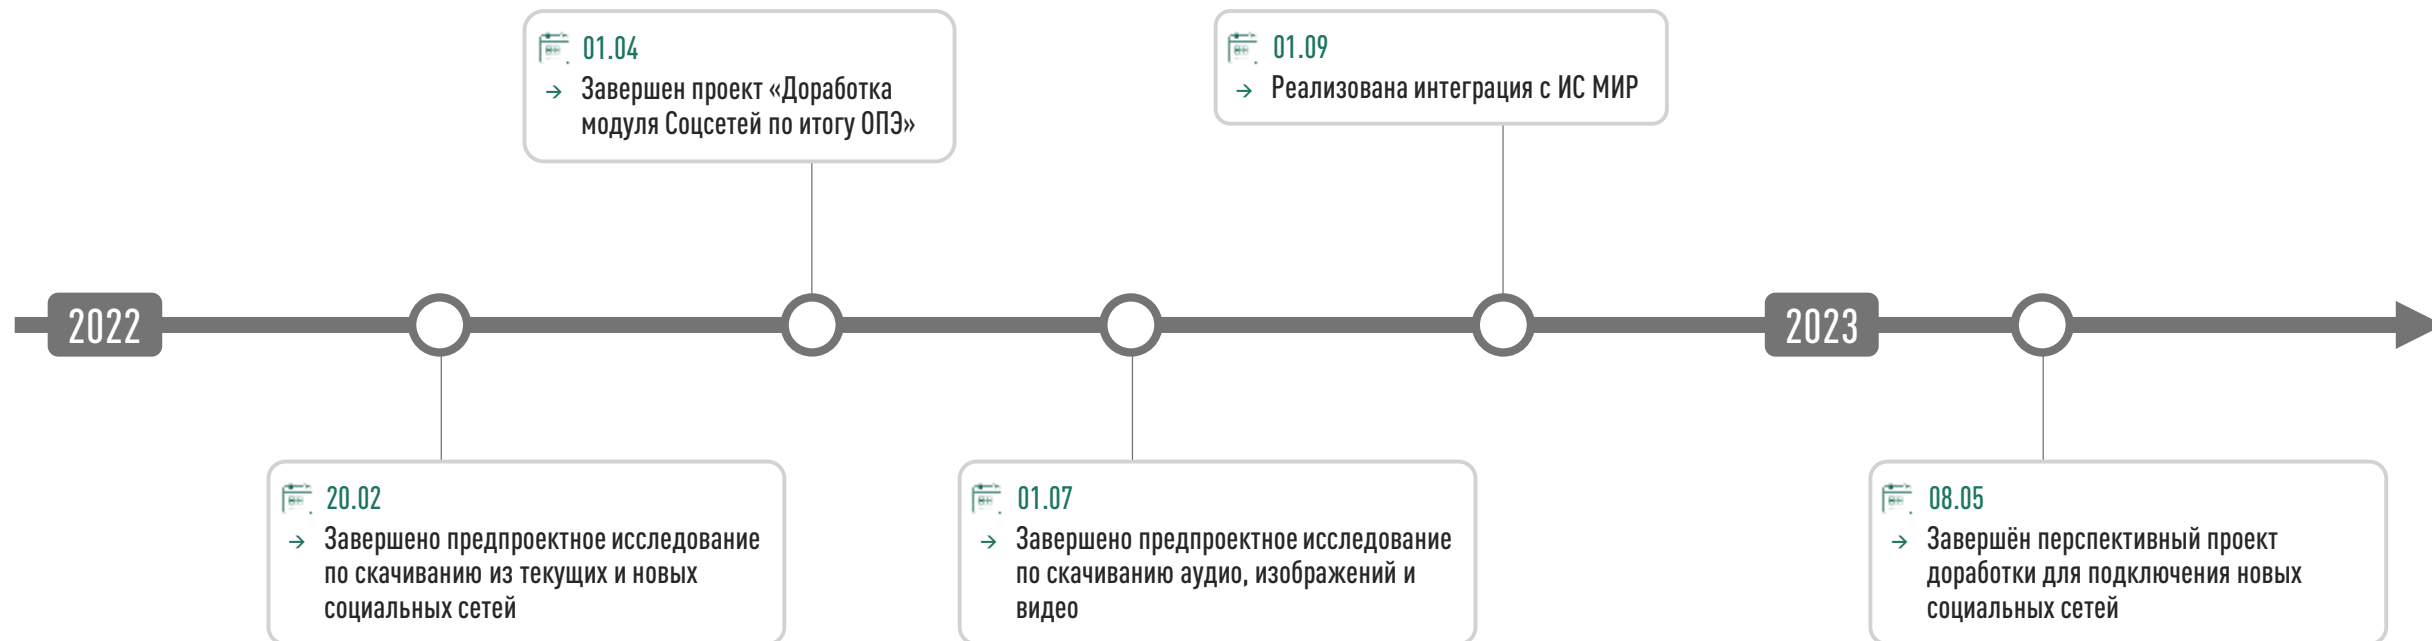 01.04
Завершен проект «Доработка
модуля Соцсетей по итогу ОПЭ»
01.09
Реализована интеграция с ИС МИР
2022
2023
20.02
Завершено предпроектное исследование
по скачиванию из текущих и новых
социальных сетей
01.07
Завершено предпроектное исследование
по скачиванию аудио, изображений и
видео
08.05
Завершён перспективный проект
доработки для подключения новых
социальных сетей